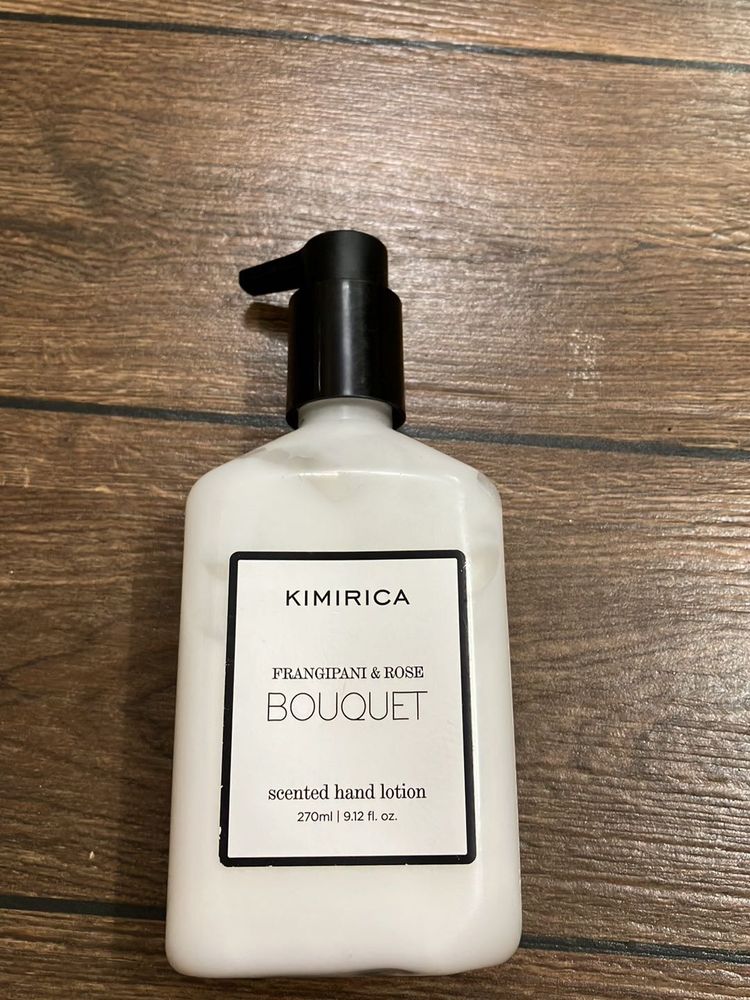 KIMIRICA
FRANGIPANI & ROSE
BOUQUET
scented hand lotion
270ml | 9.12 fl. oz.